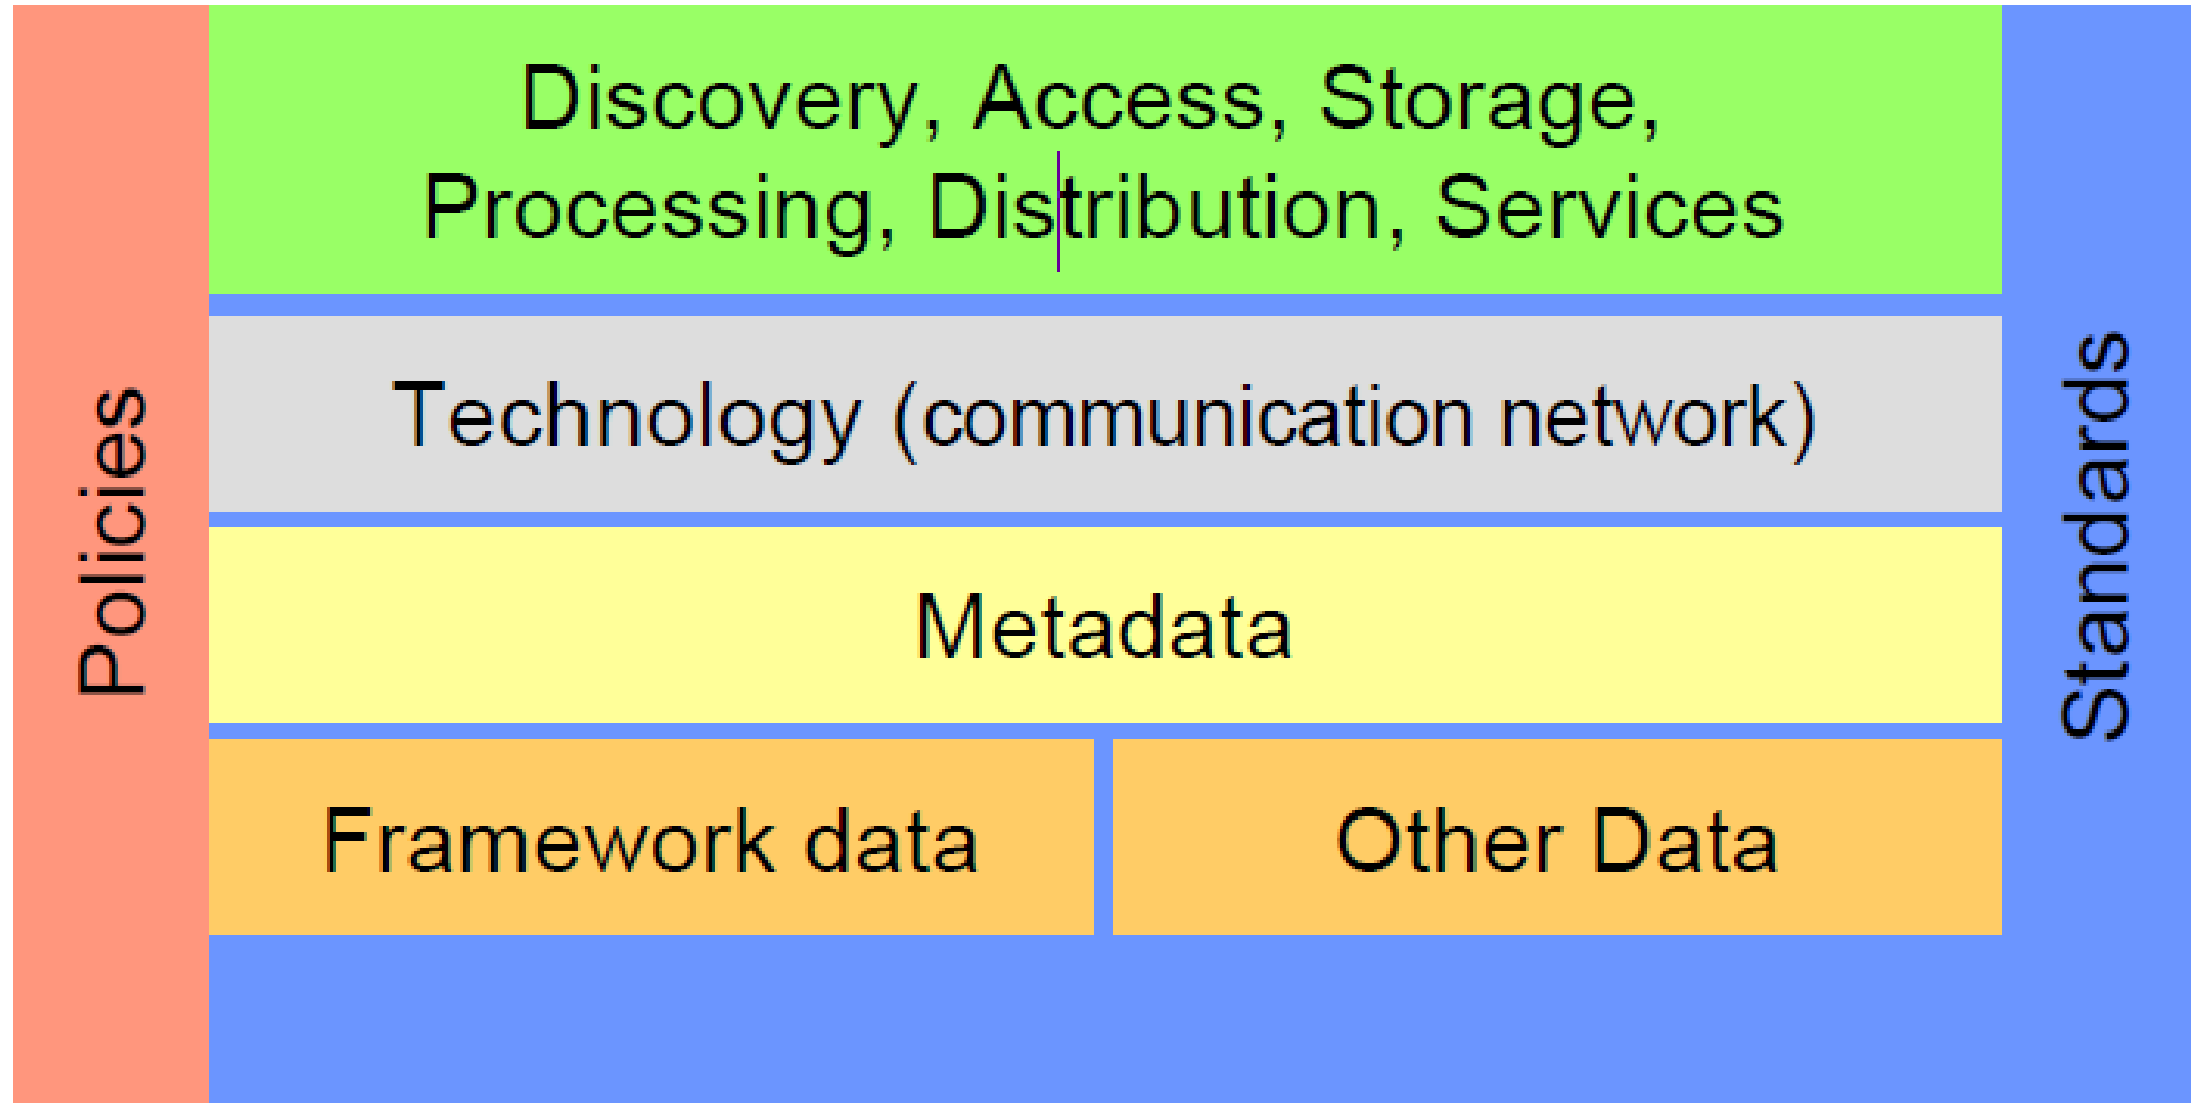 Policies
Discovery, Access, Storage,
Processing, Distribution, Services
Technology (communication network)
Metadata
Framework data
Other Data
Standards